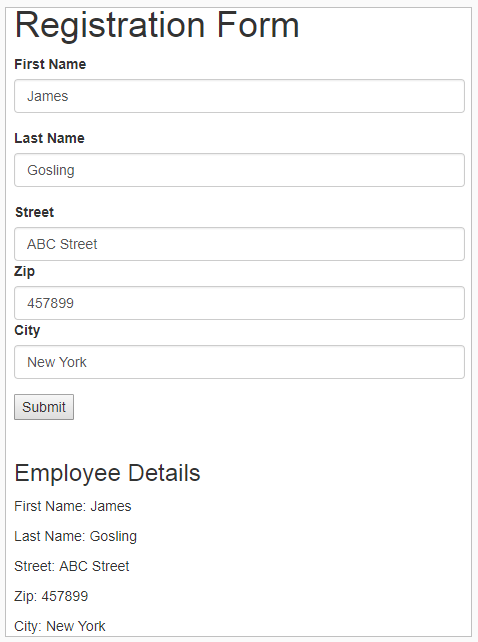 Registration Form
First Name
James
Last Name
Gosling
Street
ABC Street
Zip
457899
City
New York
Submit
Employee Details
First Name: James
Last Name: Gosling
Street: ABC Street
Zip: 457899
City: New York